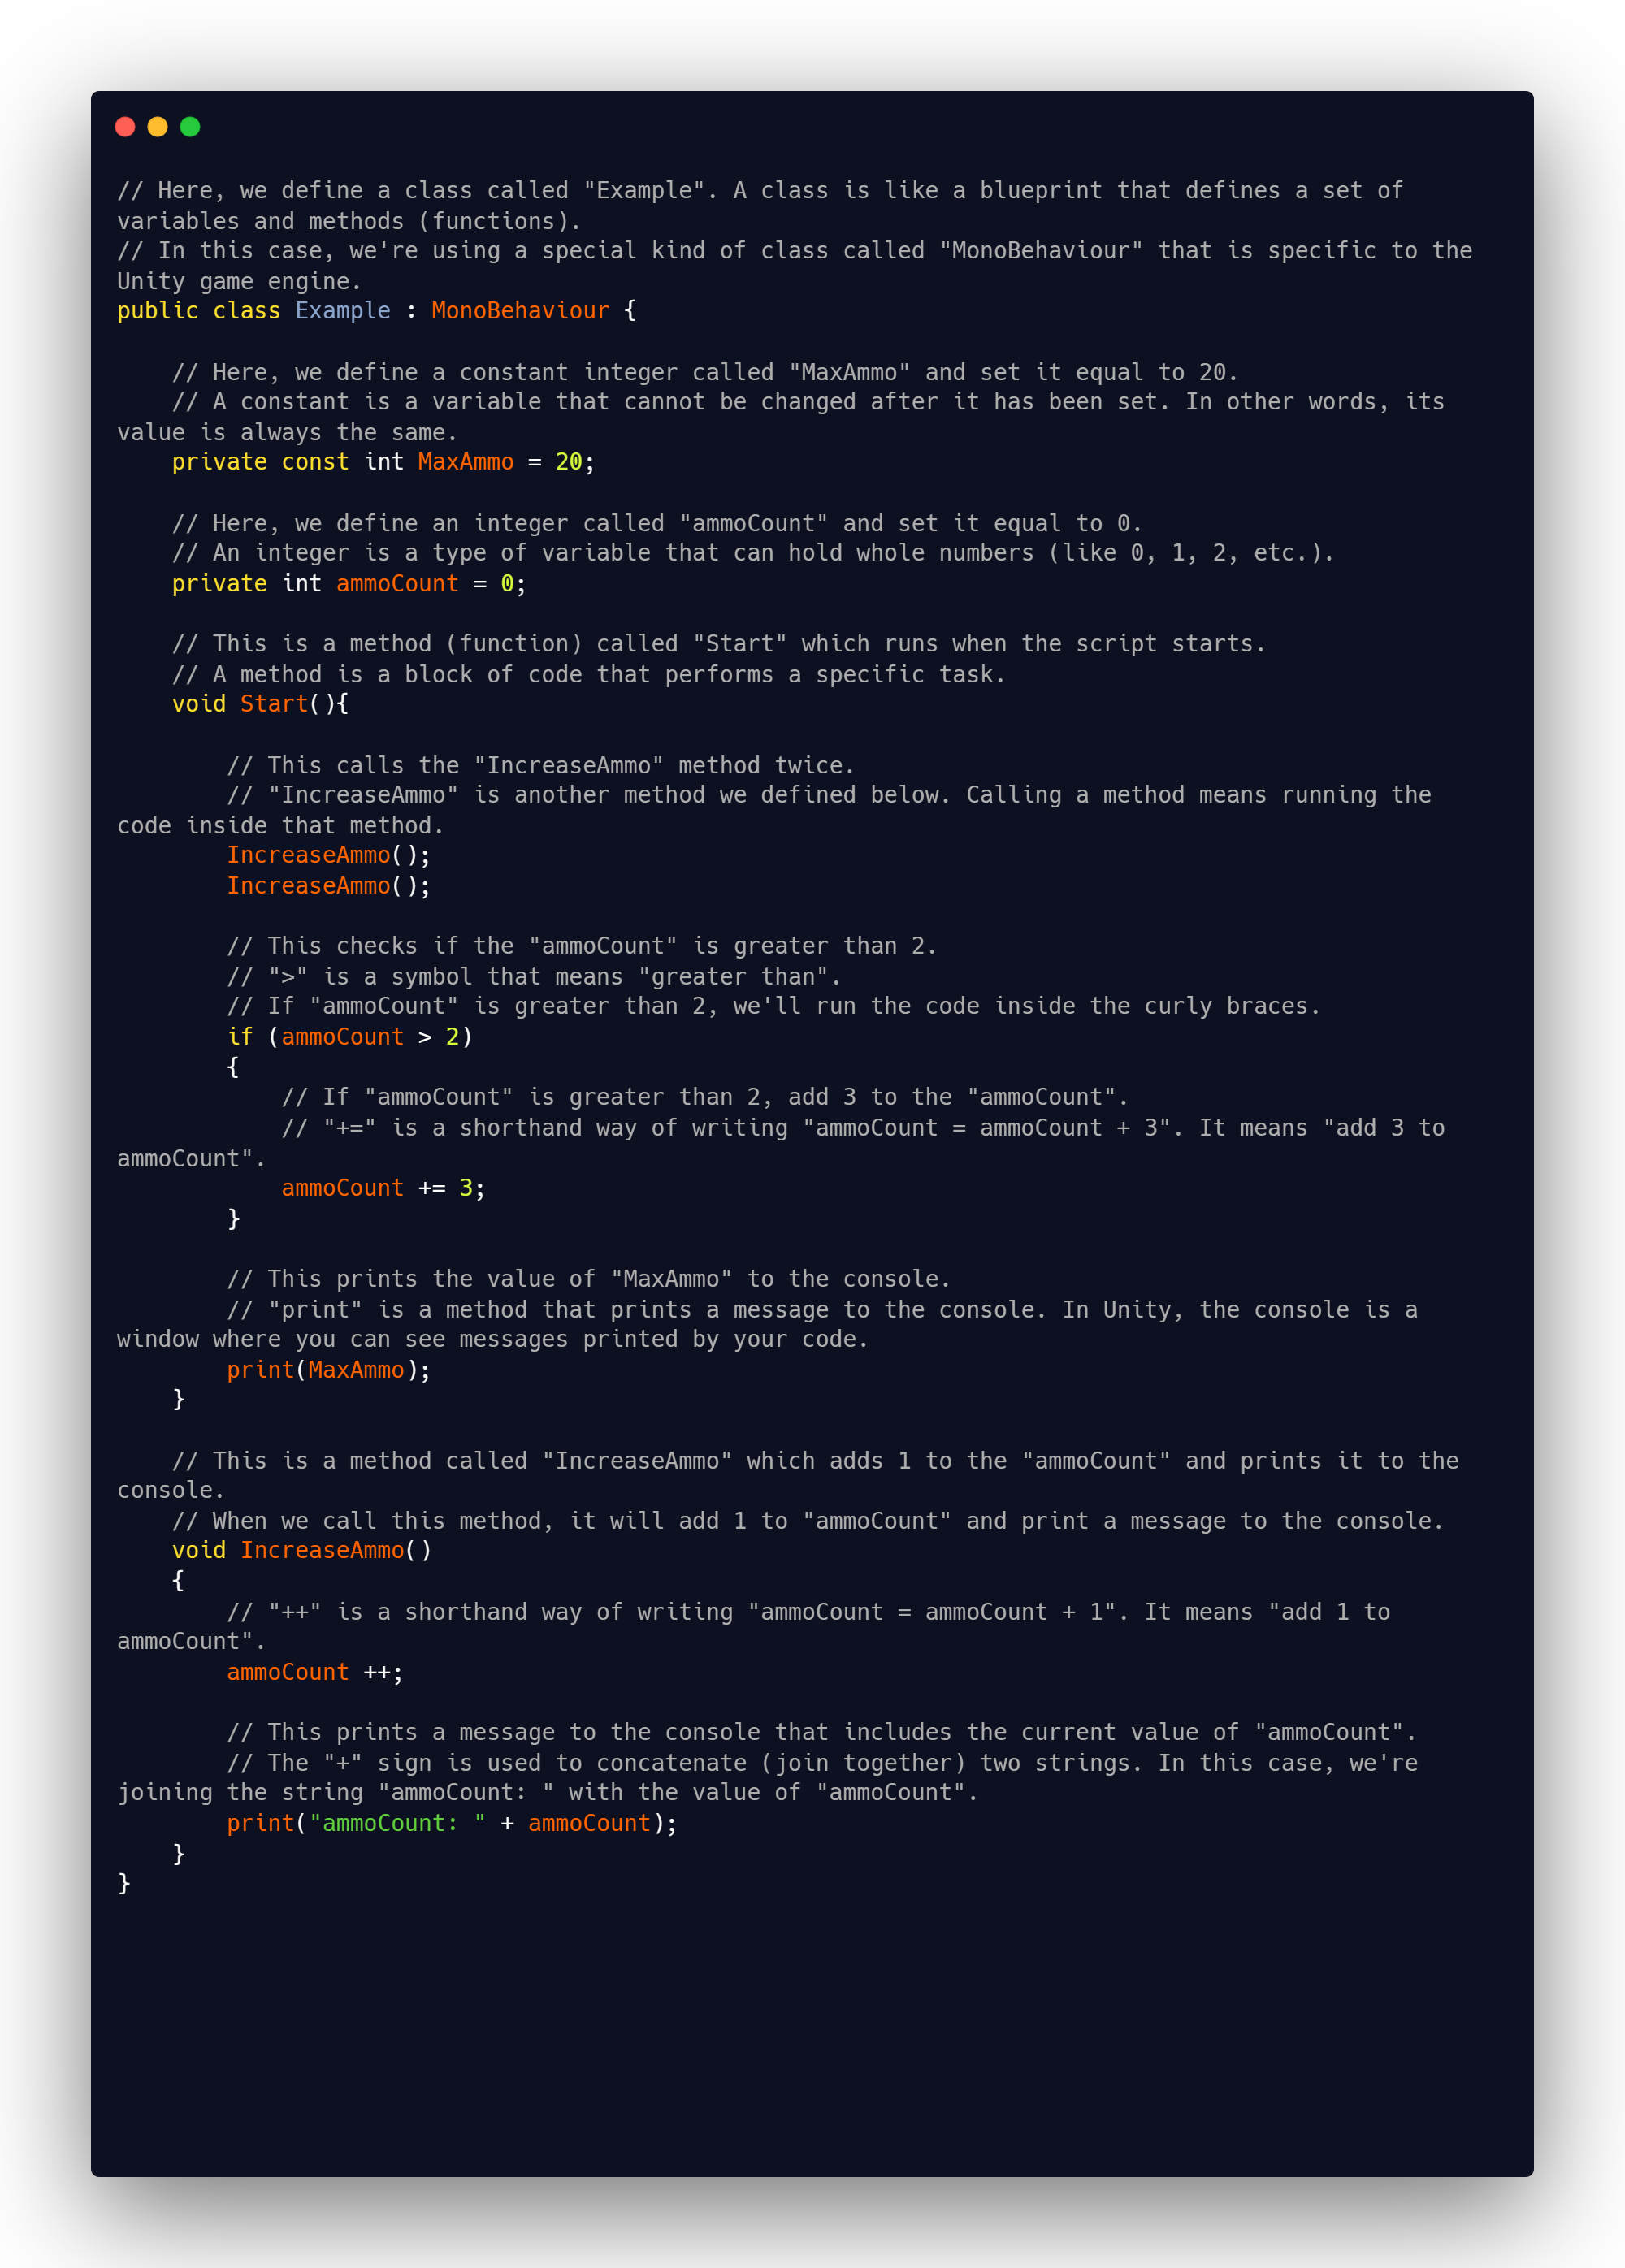 // Here, we define a class called "Example". A class is like a blueprint that defines a set of
variables and methods (functions).
// In this case, we're using a special kind of class called "MonoBehaviour" that is specific to the
Unity game engine.
public class Example : MonoBehaviour {
    // Here, we define a constant integer called "MaxAmmo" and set it equal to 20.
    // A constant is a variable that cannot be changed after it has been set. In other words, its
value is always the same.
    private const int MaxAmmo = 20;
    // Here, we define an integer called "ammoCount" and set it equal to 0.
    // An integer is a type of variable that can hold whole numbers (like 0, 1, 2, etc.).
    private int ammoCount = 0;
    // This is a method (function) called "Start" which runs when the script starts.
    // A method is a block of code that performs a specific task.
    void Start(){
        // This calls the "IncreaseAmmo" method twice.
        // "IncreaseAmmo" is another method we defined below. Calling a method means running the
code inside that method.
        IncreaseAmmo();
        IncreaseAmmo();
        // This checks if the "ammoCount" is greater than 2.
        // ">" is a symbol that means "greater than".
        // If "ammoCount" is greater than 2, we'll run the code inside the curly braces.
        if (ammoCount > 2)
        {
            // If "ammoCount" is greater than 2, add 3 to the "ammoCount".
            // "+=" is a shorthand way of writing "ammoCount = ammoCount + 3". It means "add 3 to
ammoCount".
            ammoCount += 3;
        }
        // This prints the value of "MaxAmmo" to the console.
        // "print" is a method that prints a message to the console. In Unity, the console is a
window where you can see messages printed by your code.
        print(MaxAmmo);
    }
    // This is a method called "IncreaseAmmo" which adds 1 to the "ammoCount" and prints it to the
console.
    // When we call this method, it will add 1 to "ammoCount" and print a message to the console.
    void IncreaseAmmo()
    {
        // "++" is a shorthand way of writing "ammoCount = ammoCount + 1". It means "add 1 to
ammoCount".
        ammoCount ++;
        // This prints a message to the console that includes the current value of "ammoCount".
        // The "+" sign is used to concatenate (join together) two strings. In this case, we're
joining the string "ammoCount: " with the value of "ammoCount".
        print("ammoCount: " + ammoCount);
    }
}